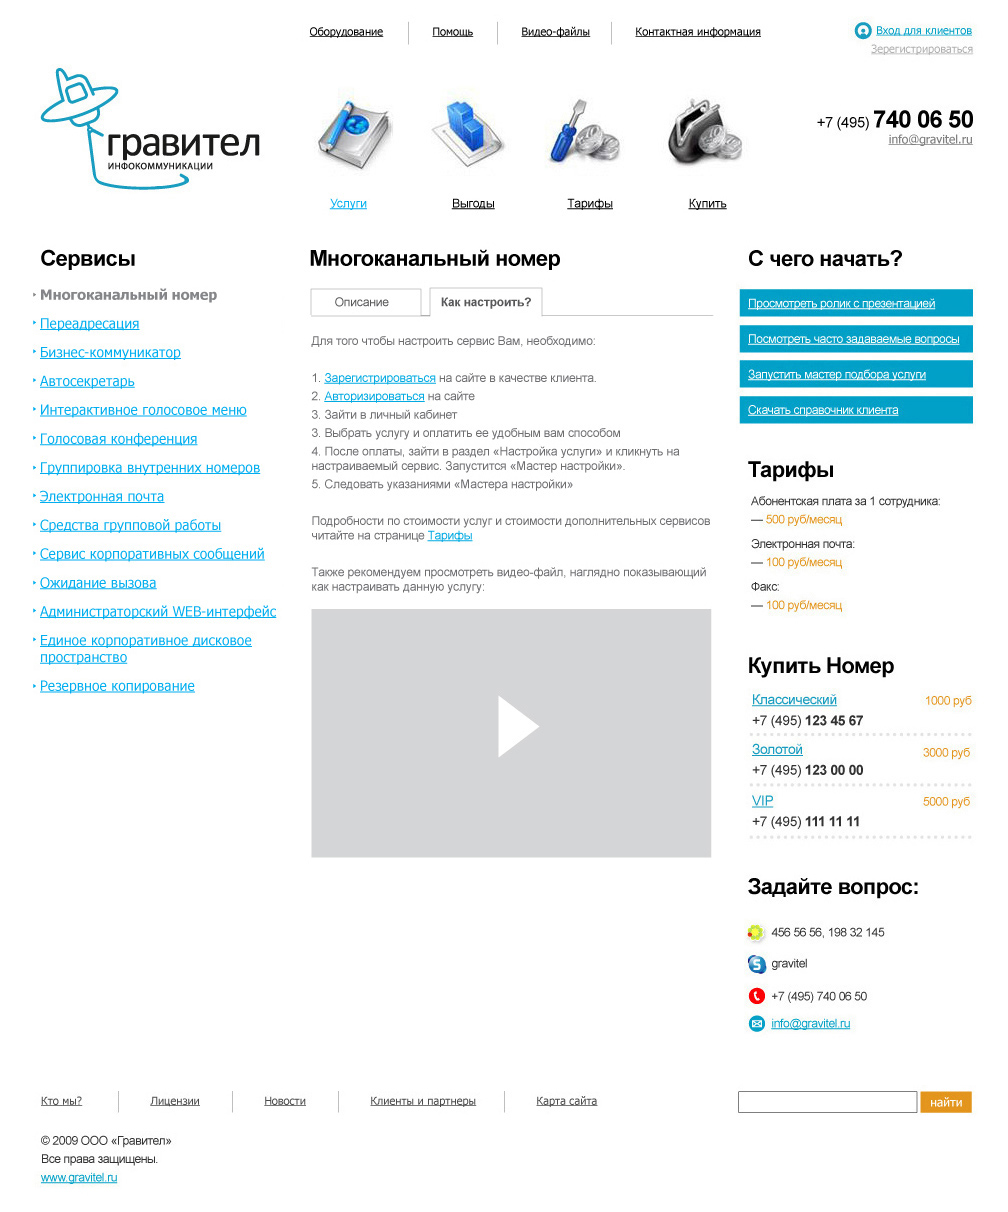 Оборудование
Помощь
Видео-файлы
Контактная информация
Вход для клиентов
Зерегистрироваться
гравител
ИНФОКОММУНИКАЦИИ
+7 (495) 740 06 50
info@gravitel.ru
Услуги
Выгоды
Тарифы
Купить
Сервисы
Многоканальный номер
Переадресация
Бизнес-коммуникатор
Автосекретарь
Интерактивное голосовое меню
Голосовая конференция
Группировка внутренних номеров
Электронная почта
Средства групповой работы
Сервис корпоративных сообщений
Ожидание вызова
Администраторский WEB-интерфейс
Единое корпоративное дисковое
пространство
Резервное копирование
Многоканальный номер
Описание
Как настроить?
Для того чтобы настроить сервис Вам, необходимо:
1. Зарегистрироваться на сайте в качестве клиента.
2. Авторизироваться на сайте
3. Зайти в личный кабинет
3. Выбрать услугу и оплатить ее удобным вам способом
4. После оплаты, зайти в раздел «Настройка услуги» и кликнуть на
настраиваемый сервис. Запустится «Мастер настройки».
5. Следовать указаниями «Мастера настройки»
Подробности по стоимости услуг и стоимости дополнительных сервисов
читайте на странице Тарифы
Также рекомендуем просмотреть видео-файл, наглядно показывающий
как настраивать данную услугу:
С чего начать?
Просмотреть ролик с презентацией
Посмотреть часто задаваемые вопросы
Запустить мастер подбора услуги
Скачать справочник клиента
Тарифы
Абонентская плата за 1 сотрудника:
— 500 руб/месяц
Электронная почта:
— 100 руб/месяц
Факс:
— 100 руб/месяц
Купить Номер
Классический 1000 руб
+7 (495) 123 45 67
Золотой 3000 руб
+7 (495) 123 00 00
VIP 5000 руб
+7 (495) 111 11 11
Задайте вопрос:
456 56 56, 198 32 145
gravitel
+7 (495) 740 06 50
info@gravitel.ru
Кто мы?
Лицензии
Новости
Клиенты и партнеры
Карта сайта
найти
© 2009 ООО «Гравител»
Все права защищены.
www.gravitel.ru